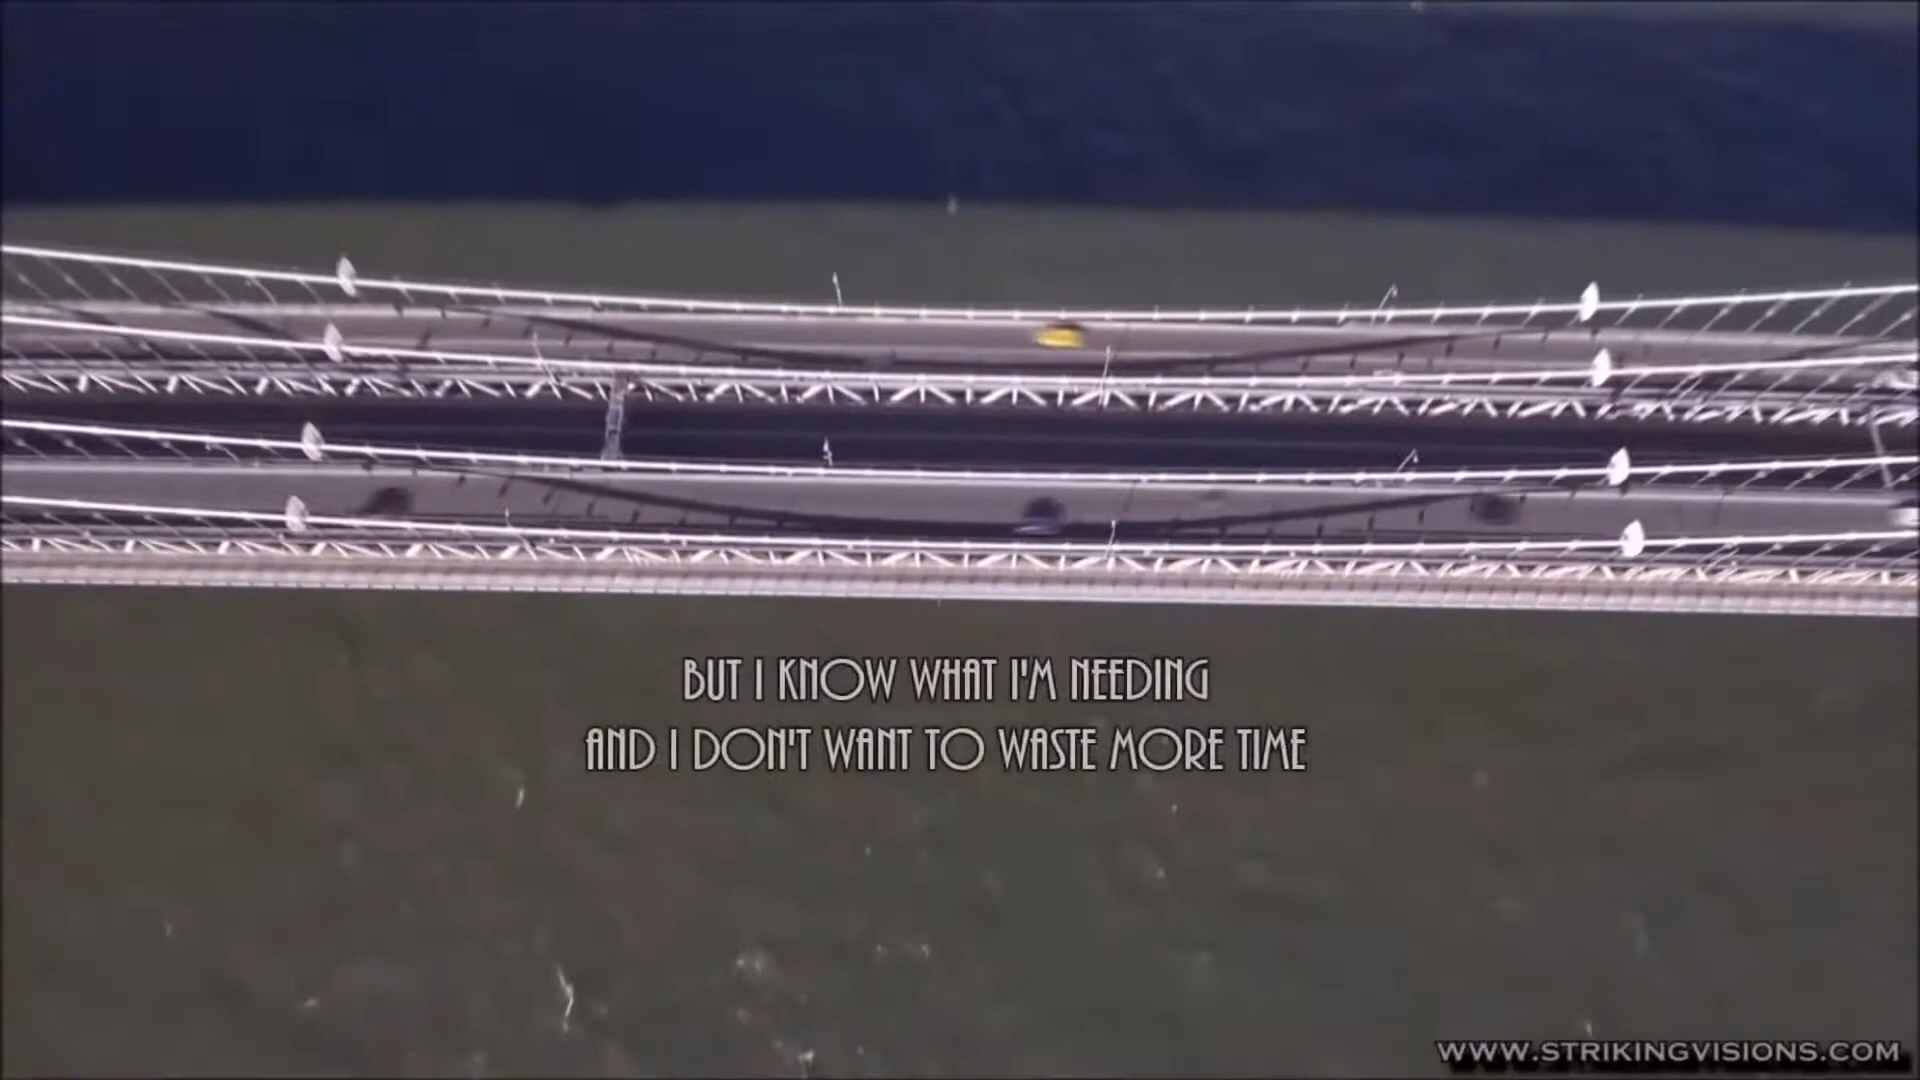 BUT I KNOW WHAT I'M NEEDING
AND I DON'T WANT TO WASTE MORE TIME
WWW.STRIKINGVISIONS.COM